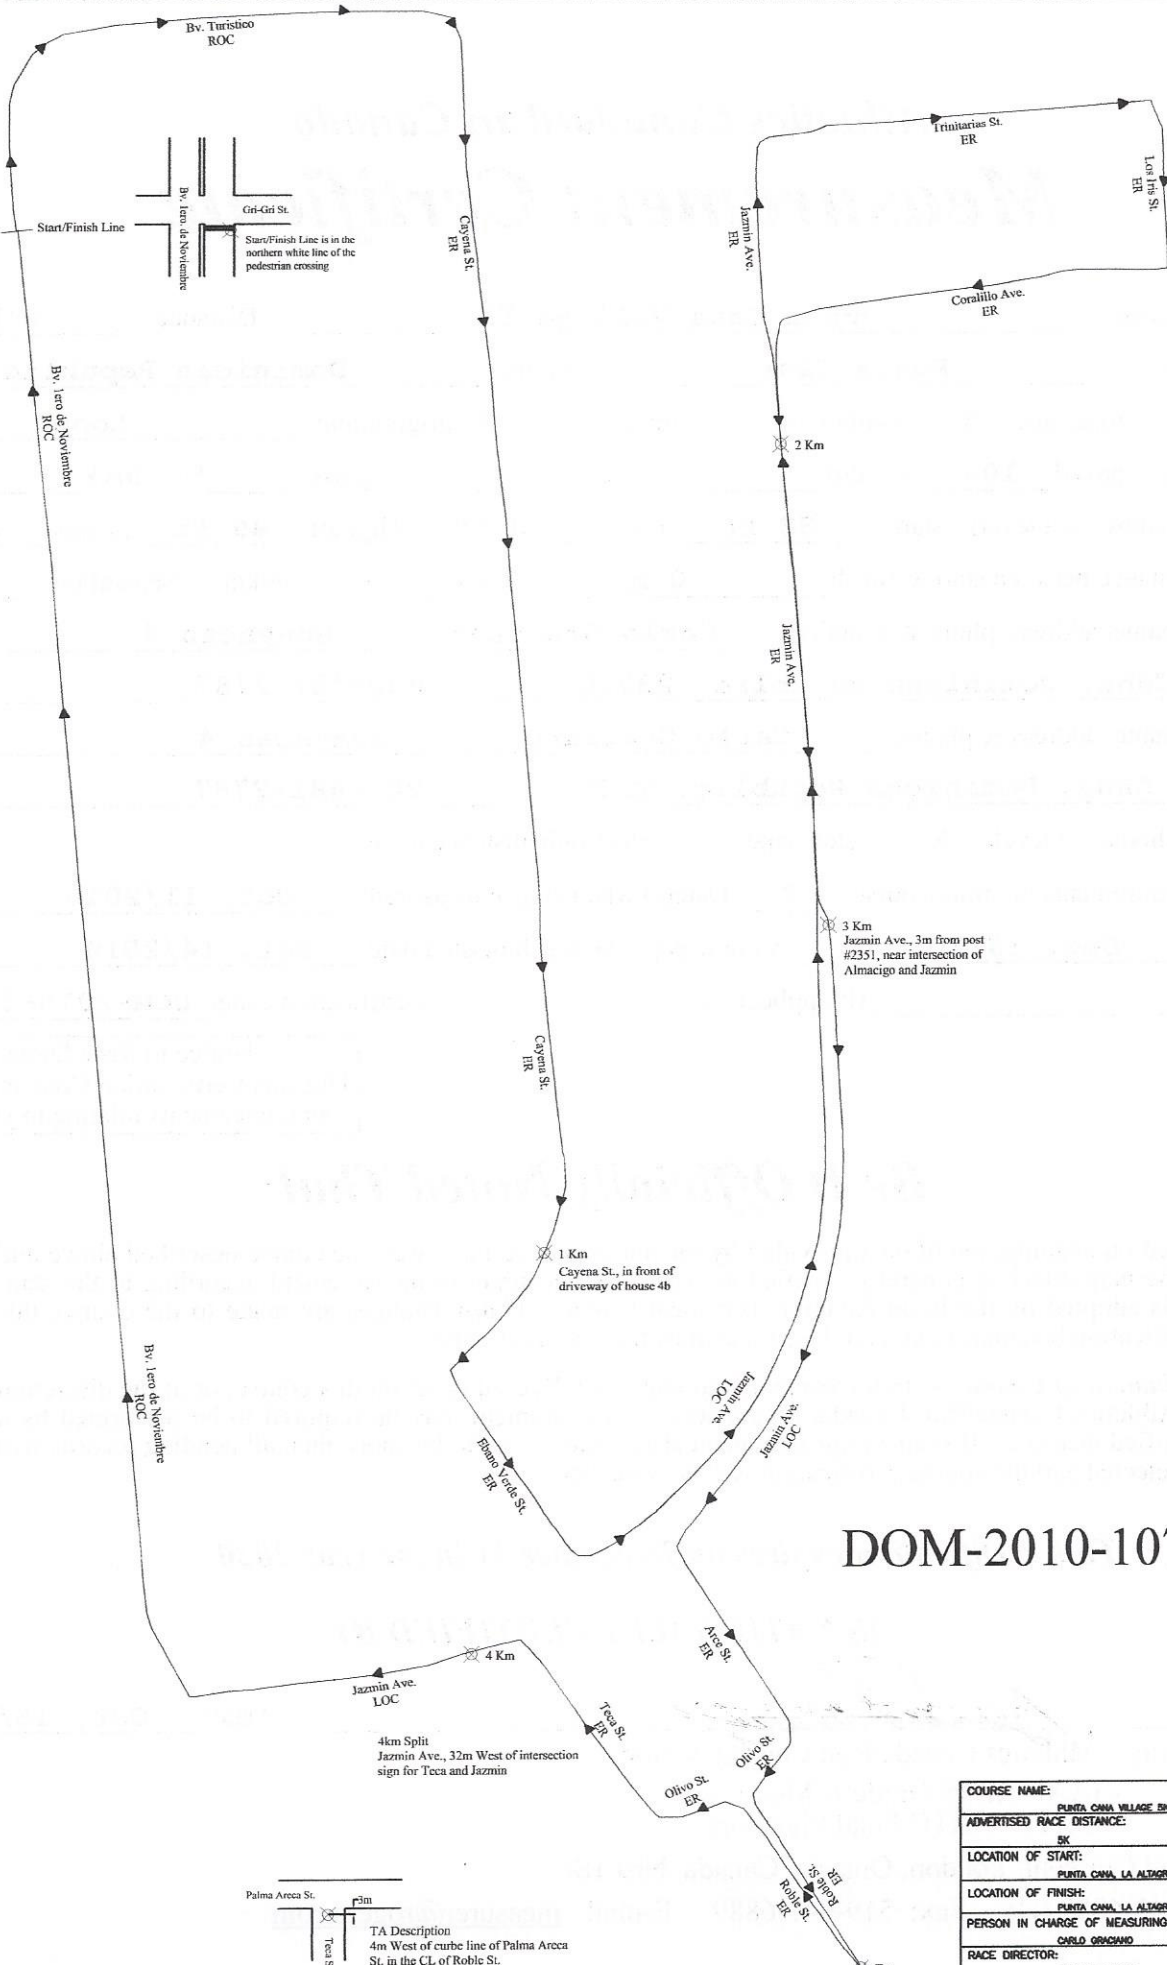 Bv. Turistico
ROC
Start/Finish Line
Bv. 1ero. de Noviembre
Gri-Gri St.
Start/Finish Line is in the
northern white line of the
pedestrian crossing
Cayena St.
ER
Trinitarias St.
ER
Los Iris St.
ER
Jazmin Ave.
ER
Coralillo Ave.
ER
Bv. 1ero de Noviembre
ROC
2 Km
Jazmin Ave.
ER
3 Km
Jazmin Ave., 3m from post
#2351, near intersection of
Almacigo and Jazmin
Cayena St.
ER
1 Km
Cayena St., in front of
driveway of house 4b
Bv. 1ero de Noviembre
ROC
Jazmin Ave.
LOC
Jazmin Ave.
LOC
Ebano Verde St.
ER
DOM-2010-10
Arce St.
ER
4 Km
Jazmin Ave.
LOC
Teca St.
ER
4km Split
Jazmin Ave., 32m West of intersection
sign for Teca and Jazmin
Olivo St.
ER
Olivo St.
ER
Roble St.
ER
Roble St.
ER
Palma Areca St.
3m
Teca S
TA Description
4m West of curbe line of Palma Areca
St. in the CL of Roble St.
COURSE NAME:
PUNTA CANA VILLAGE 5K
ADVERTISED RACE DISTANCE:
5K
LOCATION OF START:
PUNTA CANA, LA ALTAGR
LOCATION OF FINISH:
PUNTA CANA, LA ALTAGR
PERSON IN CHARGE OF MEASURING
CARLO GRACIANO
RACE DIRECTOR: